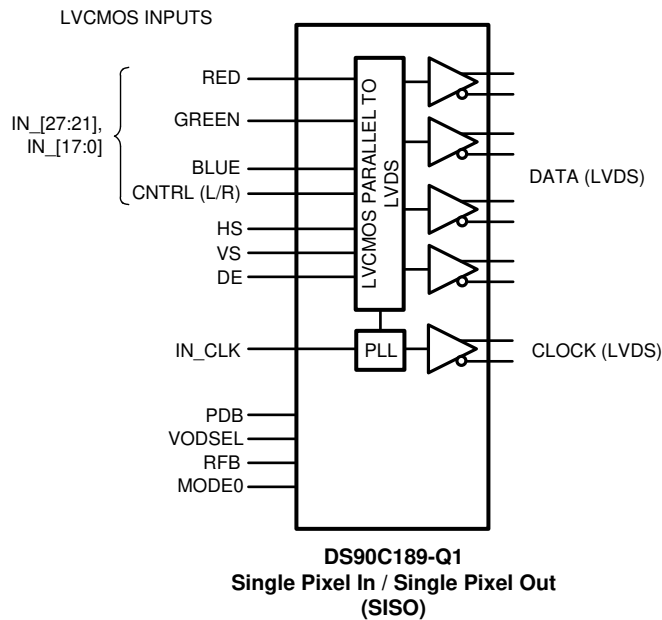 LVCMOS INPUTS
IN_[27:21],
IN_[17:0]
RED
GREEN
BLUE
CNTRL (L/R)
HS
VS
DE
IN_CLK
PDB
VODSEL
RFB
MODE0
LVCMOS PARALLEL TO
LVDS
PLL
DATA (LVDS)
CLOCK (LVDS)
DS90C189-Q1
Single Pixel In / Single Pixel Out
(SISO)